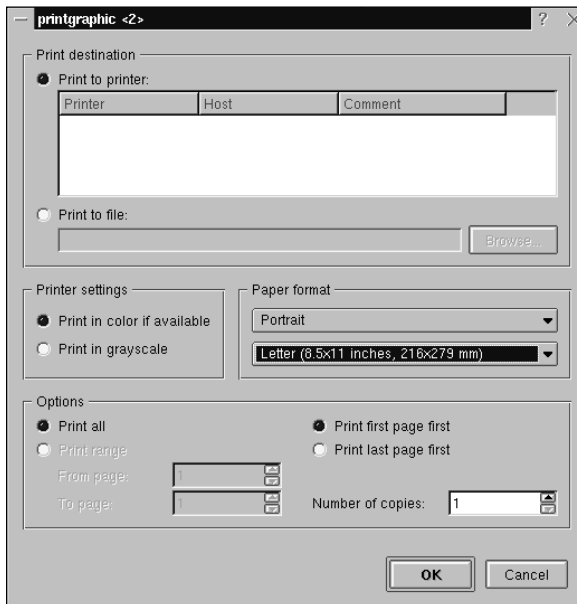 printgraphic <2>
Print destination
Print to printer:
Printer Host Comment
Print to file:
Browse...
Printer settings
Print in color if available
Print in grayscale
Paper format
Portrait
Letter (8.5x11 inches, 216x279 mm)
Options
Print all
Print range
From page: 1
To page: 1
Print first page first
Print last page first
Number of copies: 1
OK Cancel